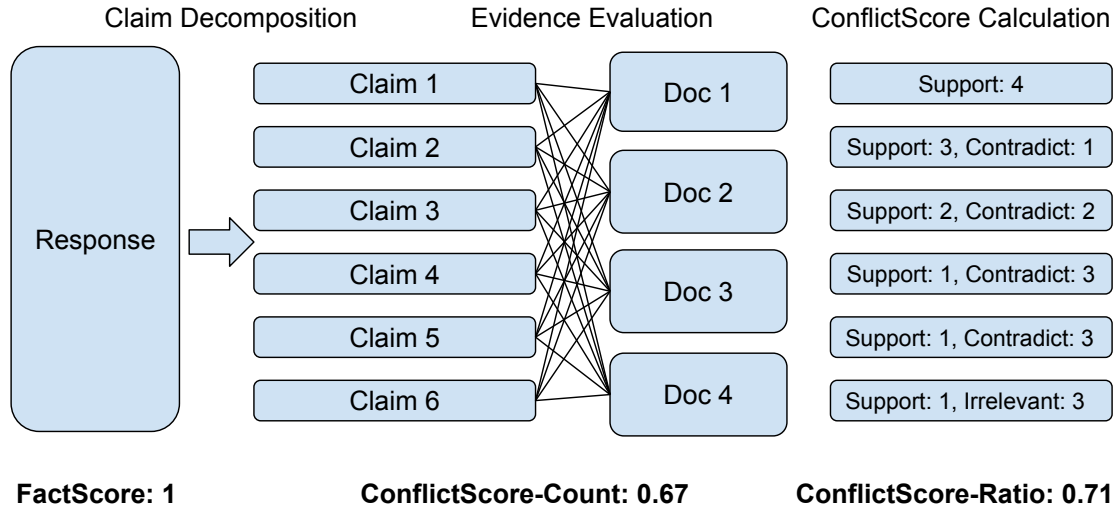 Claim Decomposition
Evidence Evaluation
ConflictScore Calculation
Response
Claim 1
Claim 2
Claim 3
Claim 4
Claim 5
Claim 6
Doc 1
Doc 2
Doc 3
Doc 4
Support: 4
Support: 3, Contradict: 1
Support: 2, Contradict: 2
Support: 1, Contradict: 3
Support: 1, Contradict: 3
Support: 1, Irrelevant: 3
FactScore: 1
ConflictScore-Count: 0.67
ConflictScore-Ratio: 0.71